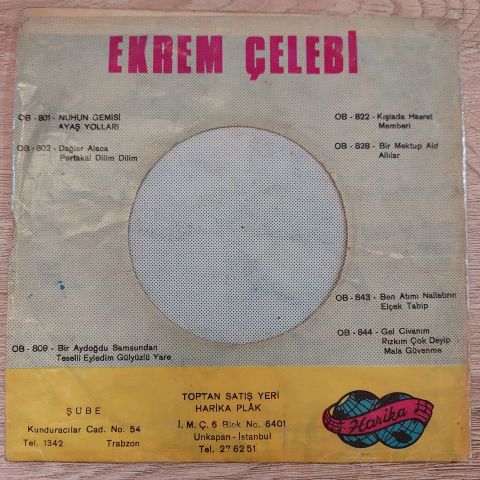 EKREM ÇELEBİ
OB - 801 - NUHUN GEMİSİ
AYAŞ YOLLARI
OB - 802 - Dağlar Alaca
Portakal Dilim Dilim
OB - 809 - Bir Aydoğdu Samsundan
Teselli Eyledim Gülyüzlü Yare
OB - 822 - Kışlada Hasret
Memberi
OB - 828 - Bir Mektup Ald
Allılar
OB - 843 - Ben Atımı Nallatırın
Elçek Tabip
OB - 844 - Gel Civanım
Rızkım Çok Deyip
Mala Güvenme
ŞUBE
Kunduracılar Cad. No. 54
Tel. 1342 Trabzon
TOPTAN SATIŞ YERİ
HARİKA PLÂK
İ. M. Ç. 6 Blok No. 6401
Unkapan - İstanbul
Tel. 27 62 51
Harika